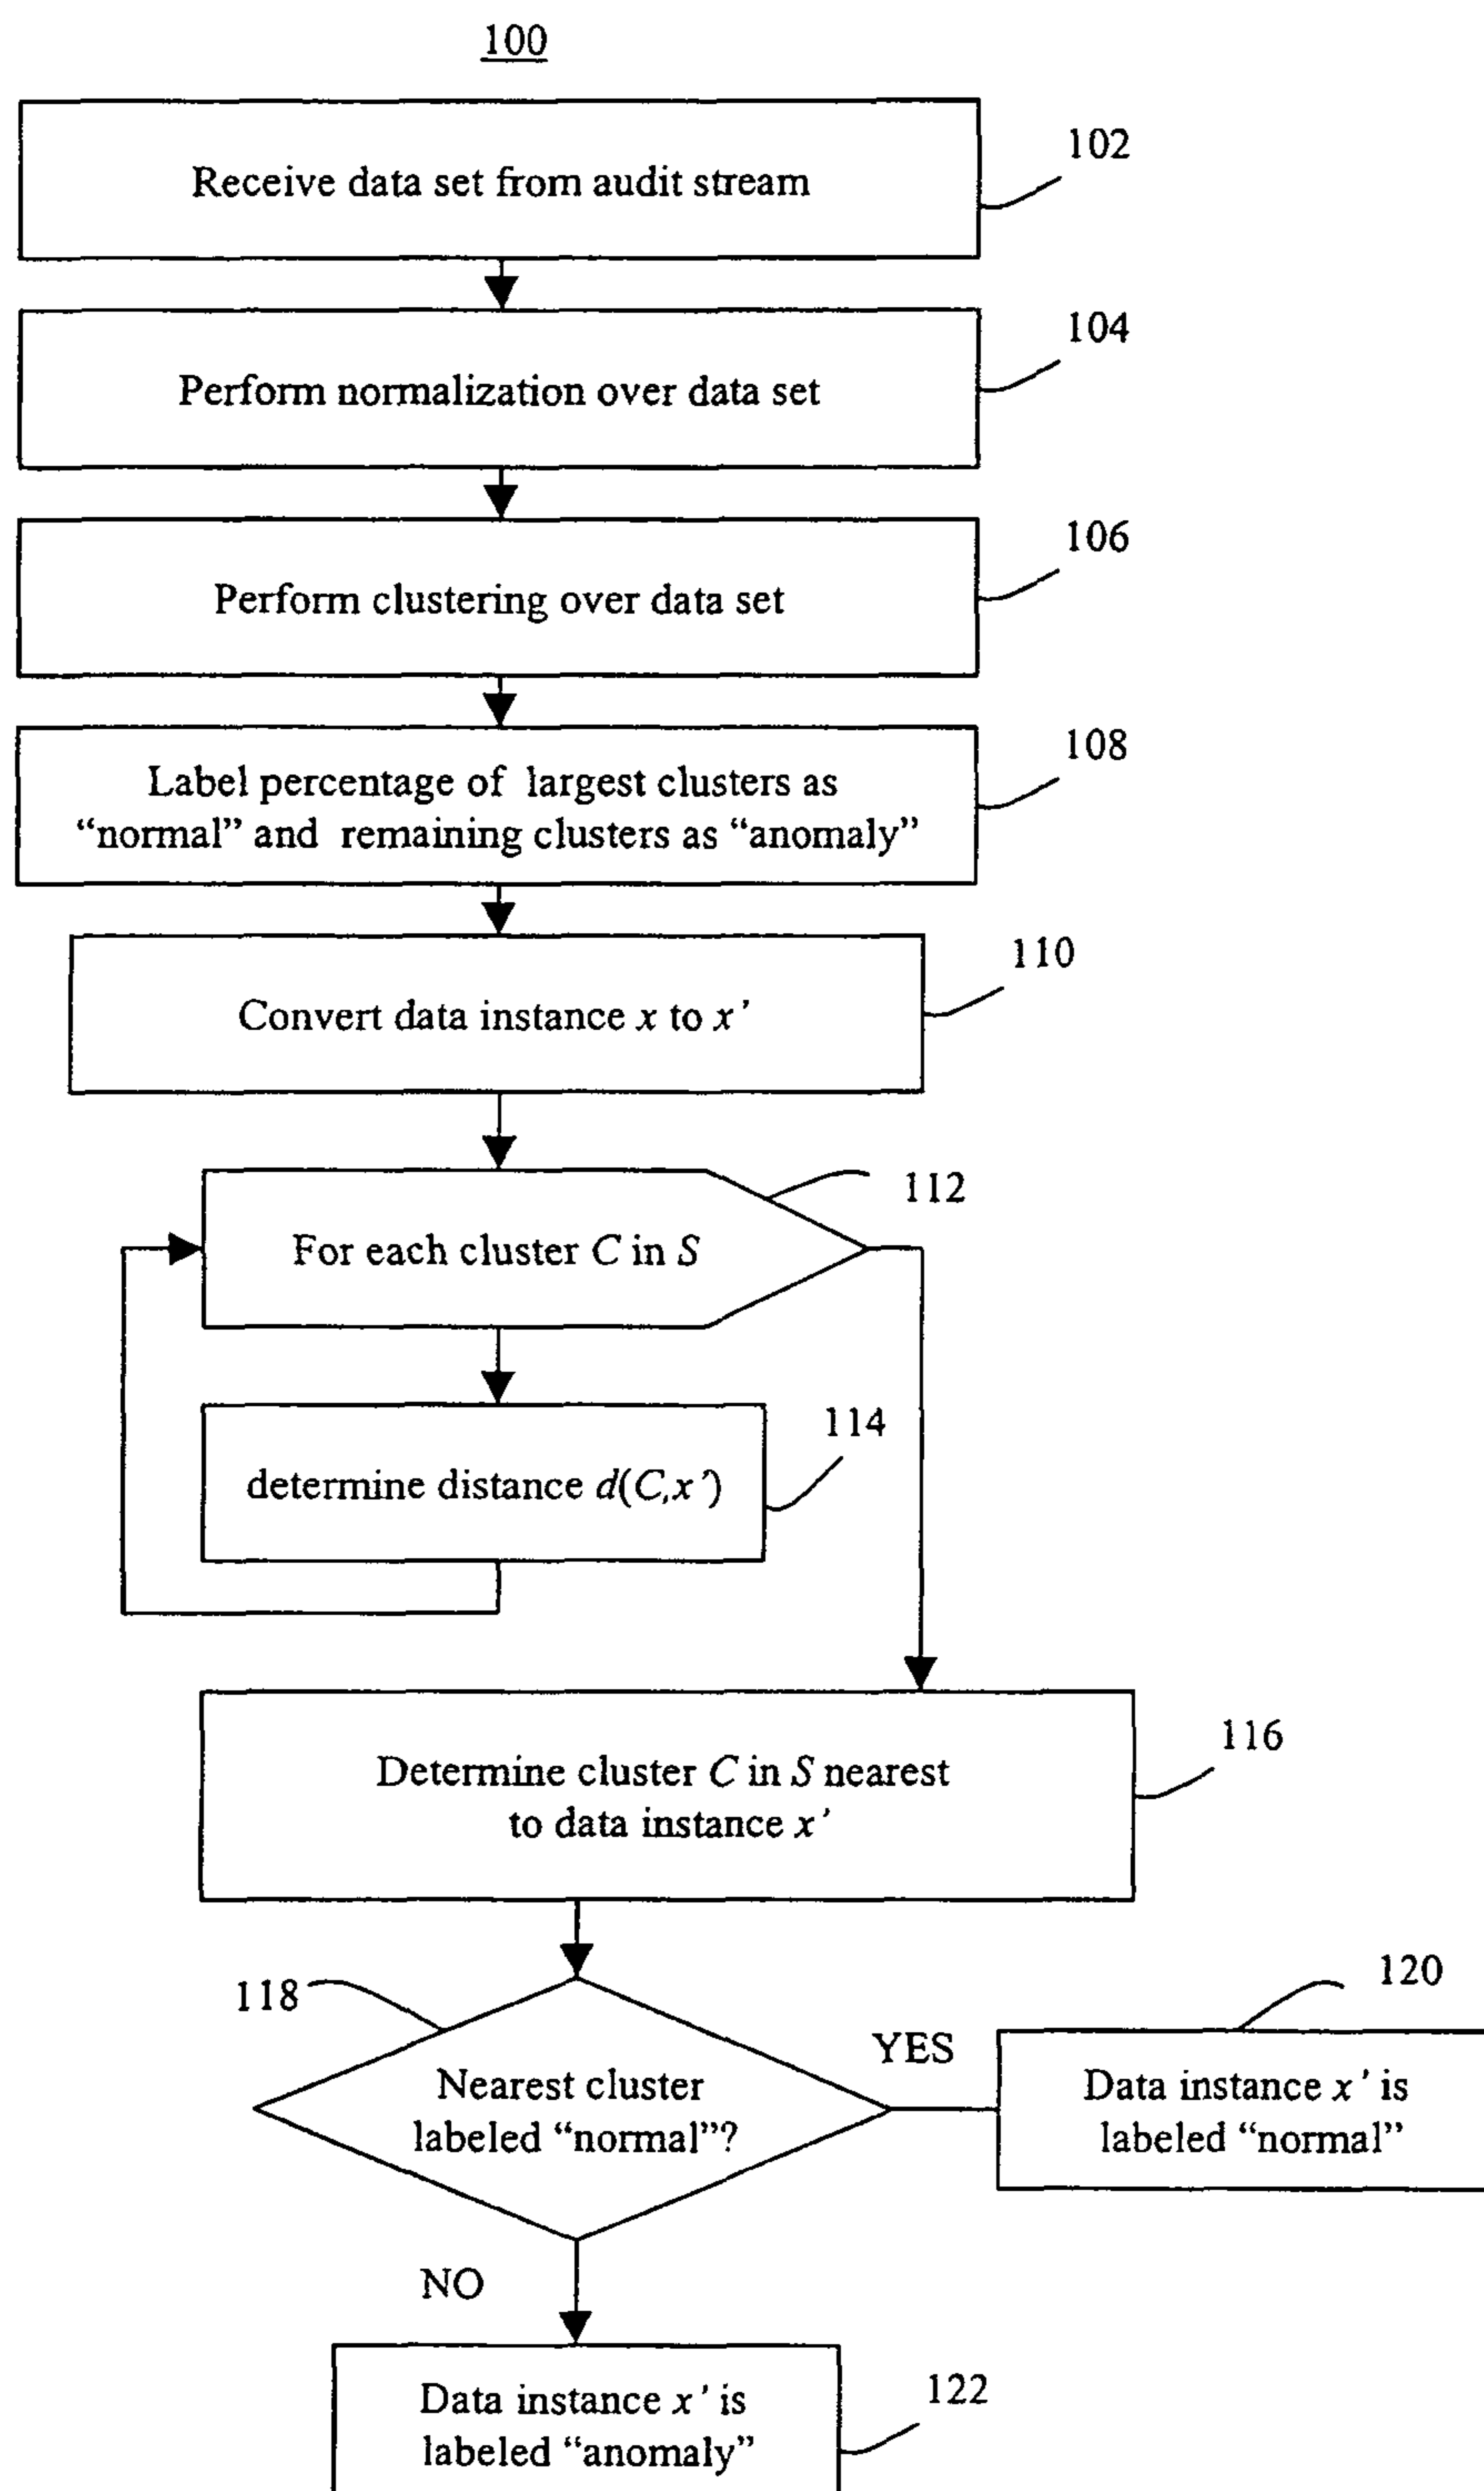 100
Receive data set from audit stream
102
Perform normalization over data set
104
Perform clustering over data set
106
Label percentage of largest clusters as
“normal” and remaining clusters as “anomaly”
108
Convert data instance x to x’
110
For each cluster C in S
112
determine distance d(C,x’)
114
Determine cluster C in S nearest
to data instance x’
116
118
Nearest cluster
labeled “normal”?
YES
120
Data instance x’ is
labeled “normal”
NO
Data instance x’ is
labeled “anomaly”
122